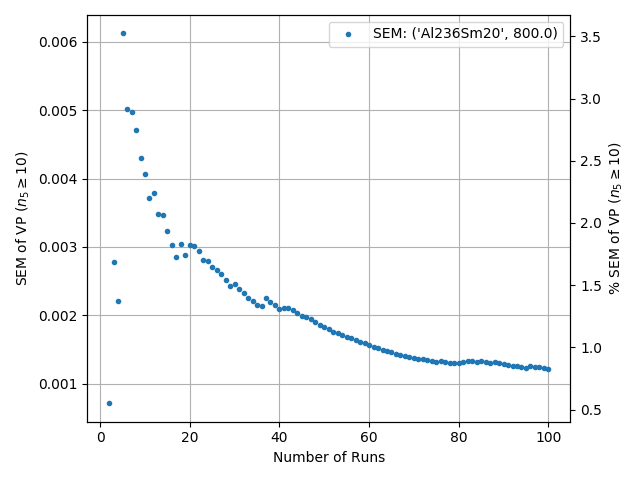 SEM: ('Al236Sm20', 800.0)
0.006
0.005
0.004
0.003
0.002
0.001
SEM of VP (n₅ ≥ 10)
3.5
3.0
2.5
2.0
1.5
1.0
0.5
% SEM of VP (n₅ ≥ 10)
0 20 40 60 80 100
Number of Runs